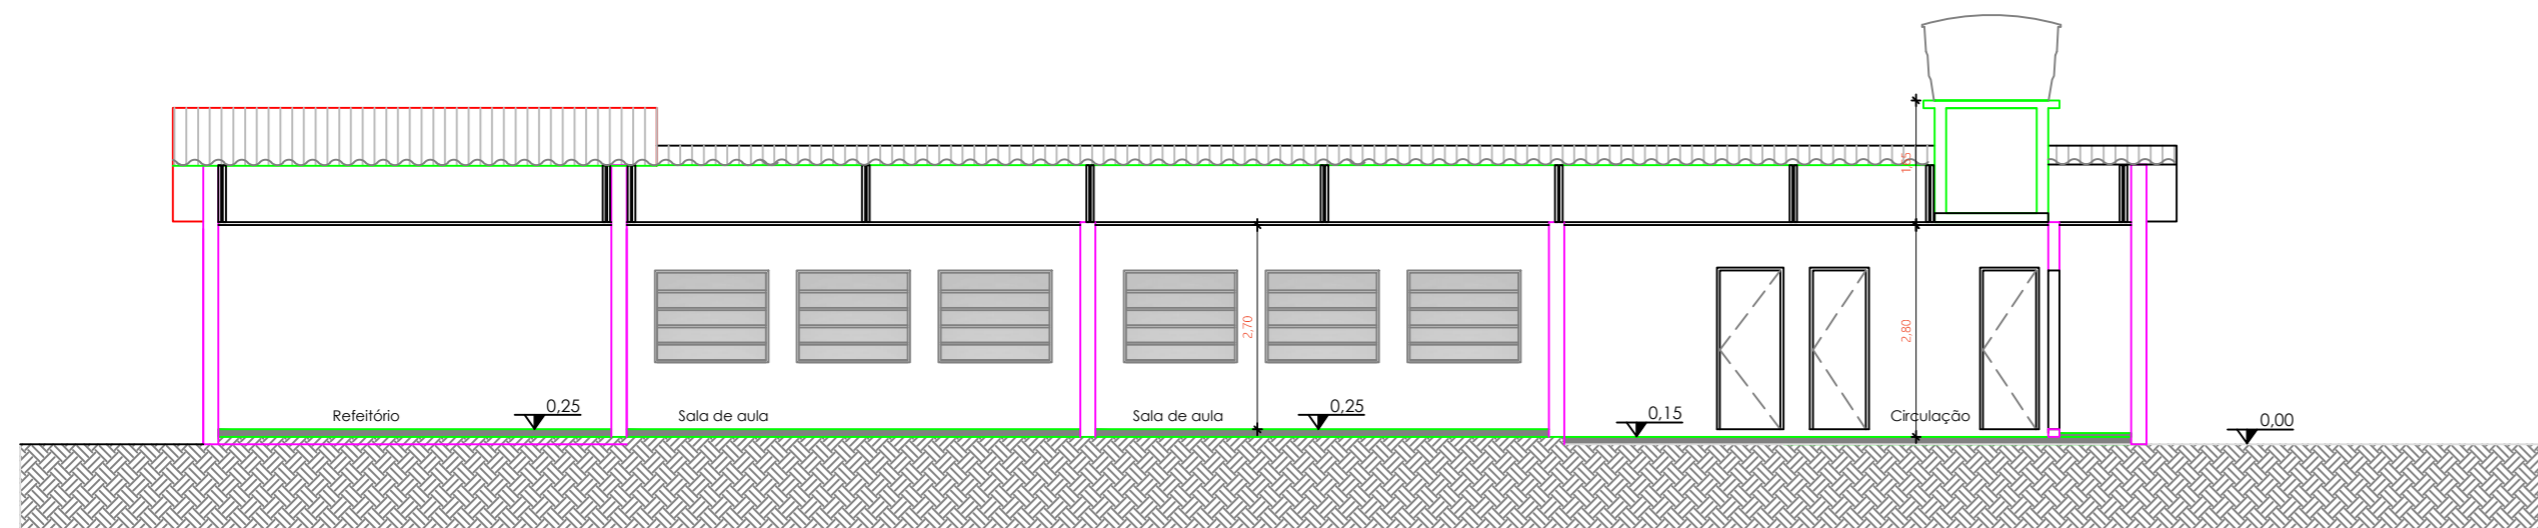 2,70
2,80
Refeitório
0,25
Sala de aula
Sala de aula
0,25
0,15
Circulação
0,00